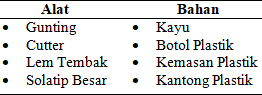 Alat Bahan
• Gunting • Kayu
• Cutter • Botol Plastik
• Lem Tembak • Kemasan Plastik
• Solatip Besar • Kantong Plastik